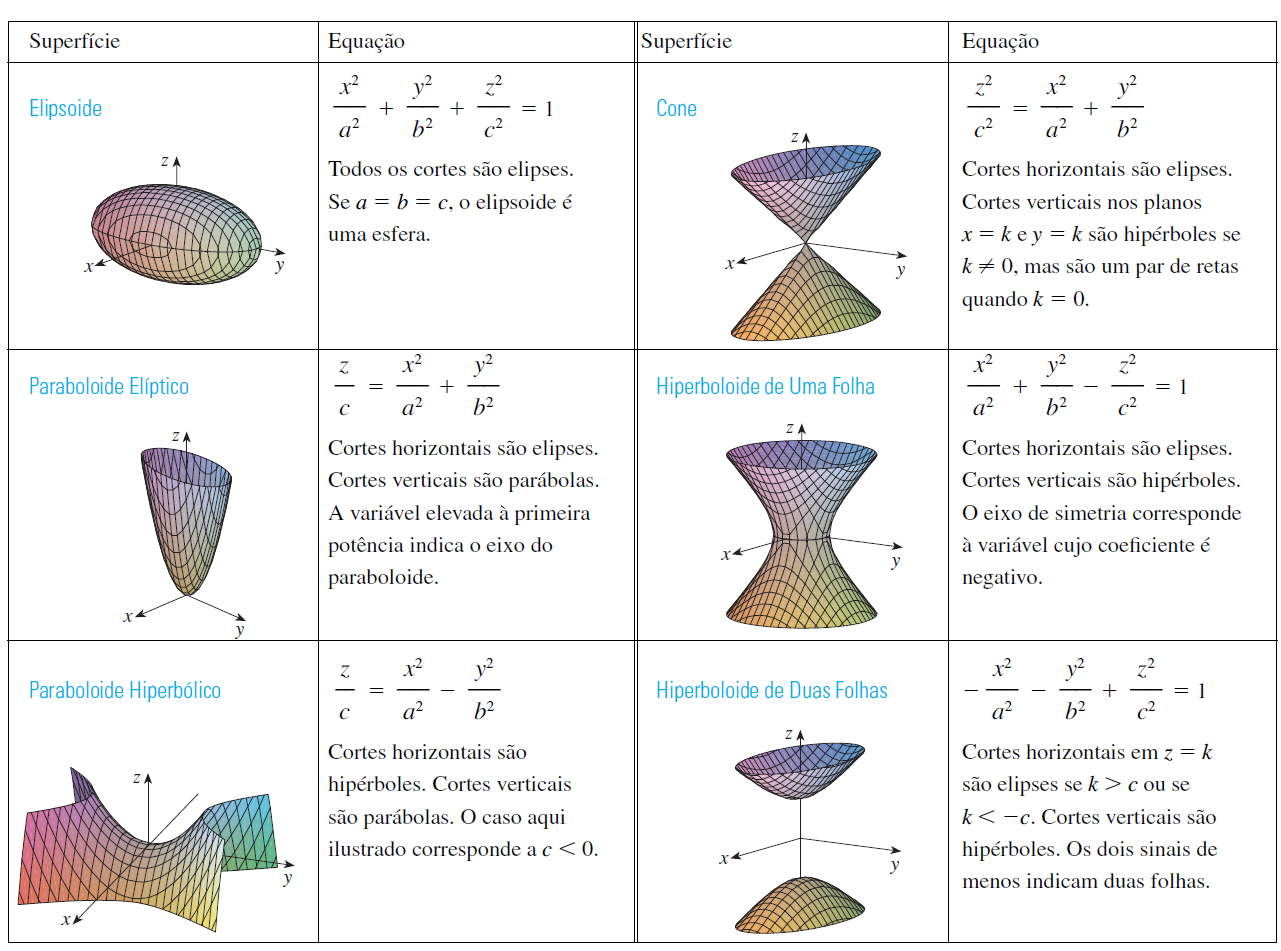 Superfície
Equação
Superfície
Equação
Elipsoide
x²/a² + y²/b² + z²/c² = 1
Todos os cortes são elipses.
Se a = b = c, o elipsoide é
uma esfera.
z
x
y
Cone
z²/c² = x²/a² + y²/b²
Cortes horizontais são elipses.
Cortes verticais nos planos
x = k e y = k são hipérboles se
k ≠ 0, mas são um par de retas
quando k = 0.
z
x
y
Paraboloide Elíptico
z/c = x²/a² + y²/b²
Cortes horizontais são elipses.
Cortes verticais são parábolas.
A variável elevada à primeira
potência indica o eixo do
paraboloide.
z
x
y
Hiperboloide de Uma Folha
x²/a² + y²/b² − z²/c² = 1
Cortes horizontais são elipses.
Cortes verticais são hipérboles.
O eixo de simetria corresponde
à variável cujo coeficiente é
negativo.
z
x
y
Paraboloide Hiperbólico
z/c = x²/a² − y²/b²
Cortes horizontais são
hipérboles. Cortes verticais
são parábolas. O caso aqui
ilustrado corresponde a c < 0.
z
x
y
Hiperboloide de Duas Folhas
−x²/a² − y²/b² + z²/c² = 1
Cortes horizontais em z = k
são elipses se k > c ou se
k < −c. Cortes verticais são
hipérboles. Os dois sinais de
menos indicam duas folhas.
z
x
y